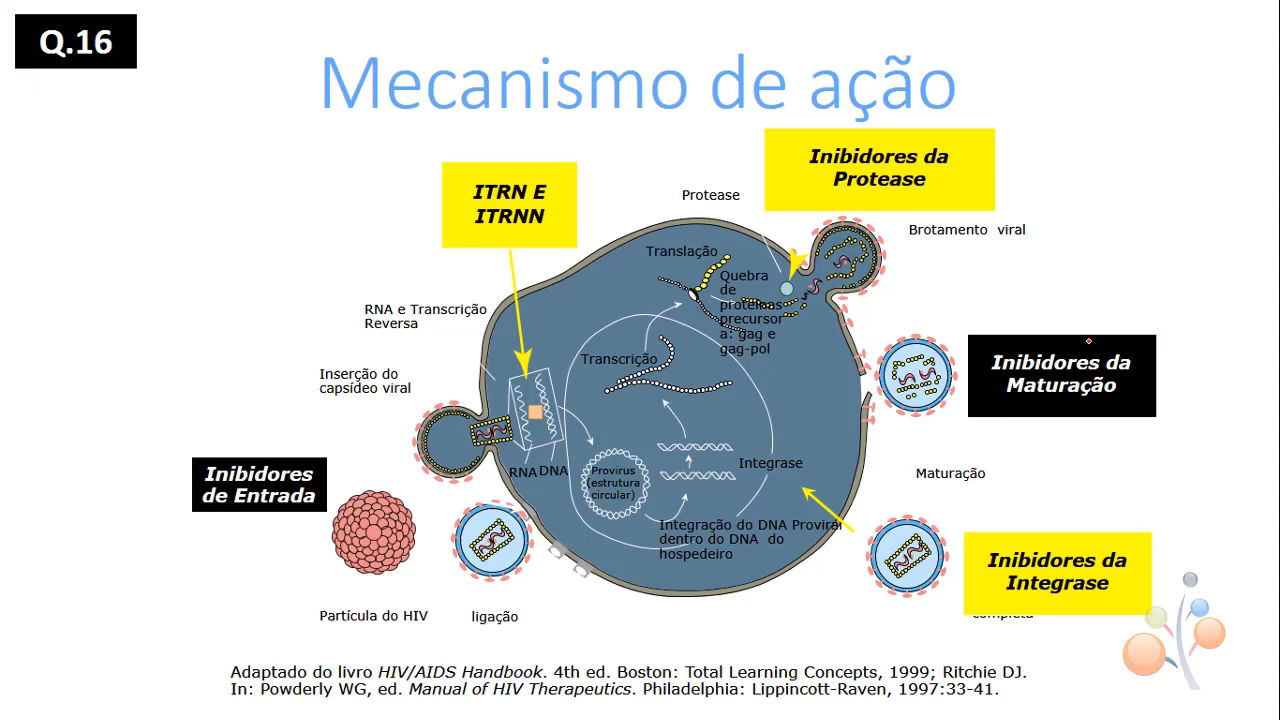 Q.16
Mecanismo de ação
Inibidores da
Protease
ITRN E
ITRNN
Protease
Brotamento viral
Translação
Quebra
de
proteínas
precursor
a: gag e
gag-pol
RNA e Transcrição
Reversa
Transcrição
Inibidores da
Maturação
Inserção do
capsídeo viral
RNA
DNA
Provirus
(estrutura
circular)
Integrase
Maturação
Inibidores
de Entrada
Integração do DNA Proviral
dentro do DNA do
hospedeiro
Inibidores da
Integrase
completa
Partícula do HIV
ligação
Adaptado do livro HIV/AIDS Handbook. 4th ed. Boston: Total Learning Concepts, 1999; Ritchie DJ.
In: Powderly WG, ed. Manual of HIV Therapeutics. Philadelphia: Lippincott-Raven, 1997:33-41.